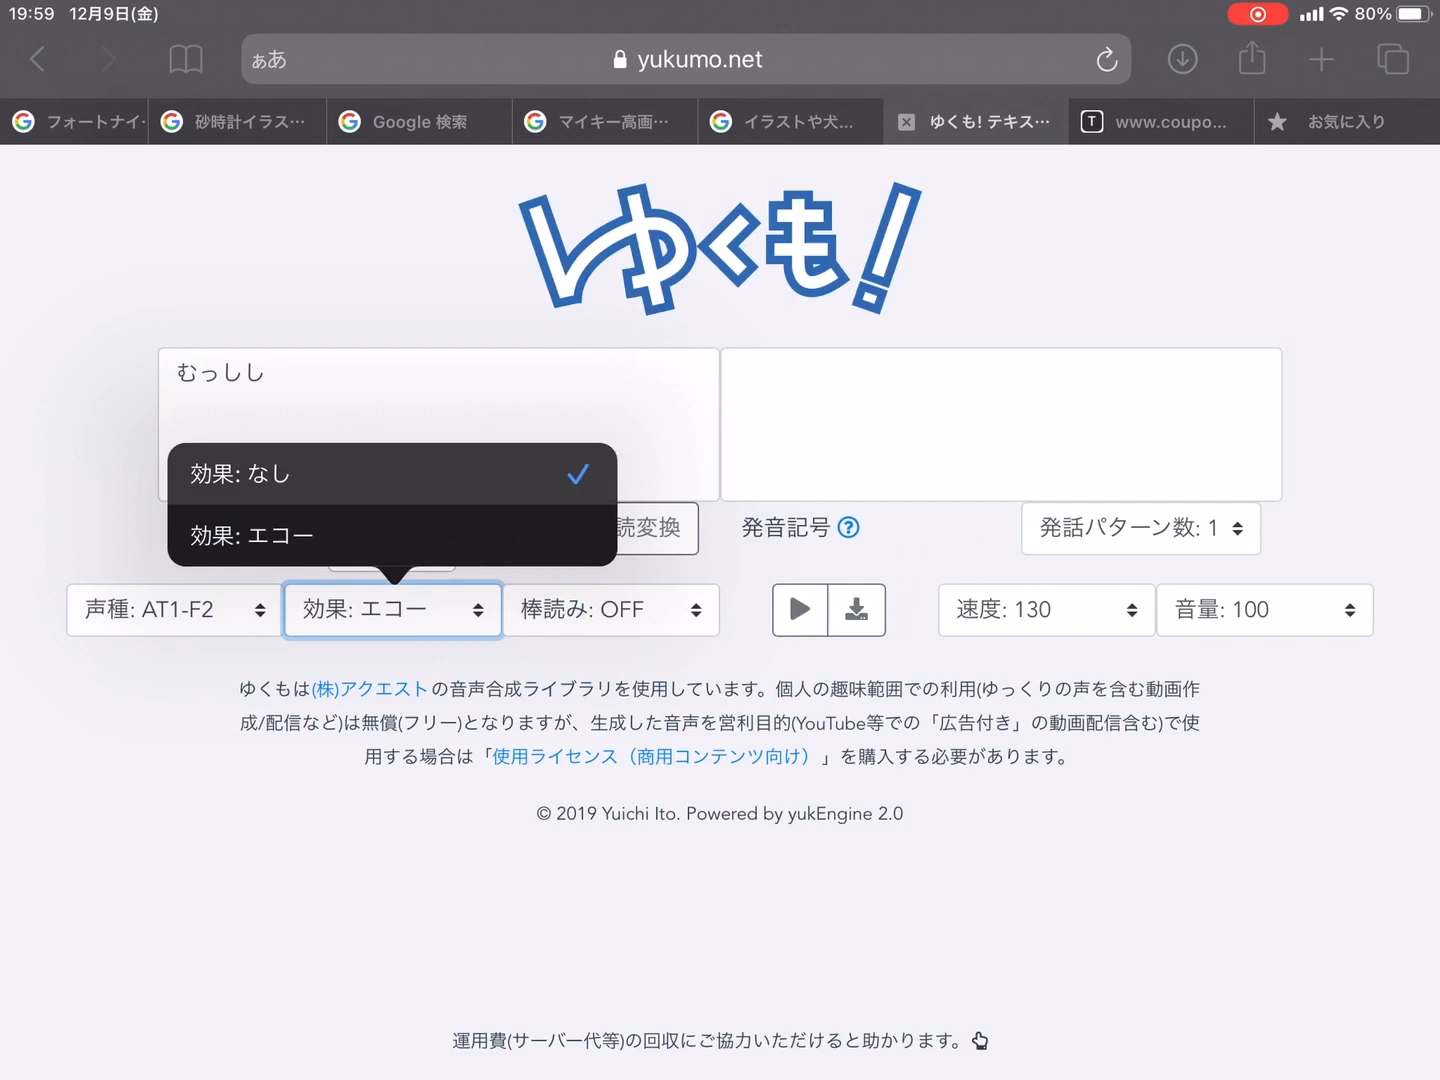 19:59 12月9日(金)
80%
ぁあ
yukumo.net
フォートナイ·
砂時計イラス…
Google 検索
マイキー高画…
イラストや犬...
ゆくも! テキス…
T www.coupo...
お気に入り
ゆくも!
むっしし
効果: なし
効果: エコー
読変換
発音記号
発話パターン数: 1
声種: AT1-F2
効果: エコー
棒読み: OFF
速度: 130
音量: 100
ゆくもは(株)アクエストの音声合成ライブラリを使用しています。個人の趣味範囲での利用(ゆっくりの声を含む動画作
成/配信など)は無償(フリー)となりますが、生成した音声を営利目的(YouTube等での「広告付き」の動画配信含む)で使
用する場合は「使用ライセンス（商用コンテンツ向け）」を購入する必要があります。
© 2019 Yuichi Ito. Powered by yukEngine 2.0
運用費(サーバー代等)の回収にご協力いただけると助かります。